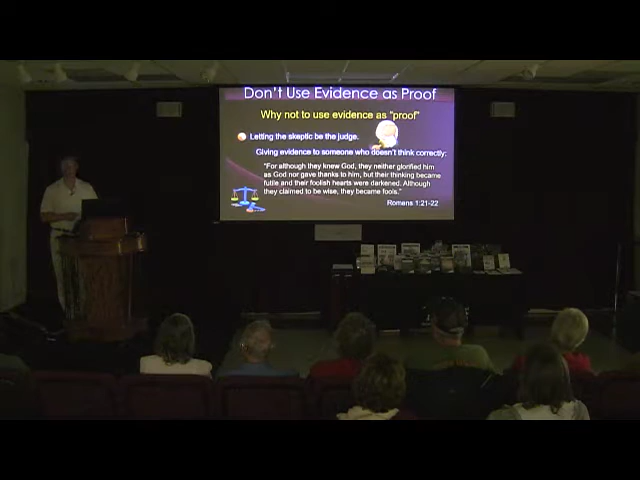 Don't Use Evidence as Proof
Why not to use evidence as "proof"
Letting the skeptic be the judge.
Giving evidence to someone who doesn't think correctly:
"For although they knew God, they neither glorified him
as God nor gave thanks to him, but their thinking became
futile and their foolish hearts were darkened. Although
they claimed to be wise, they became fools."
Romans 1:21-22